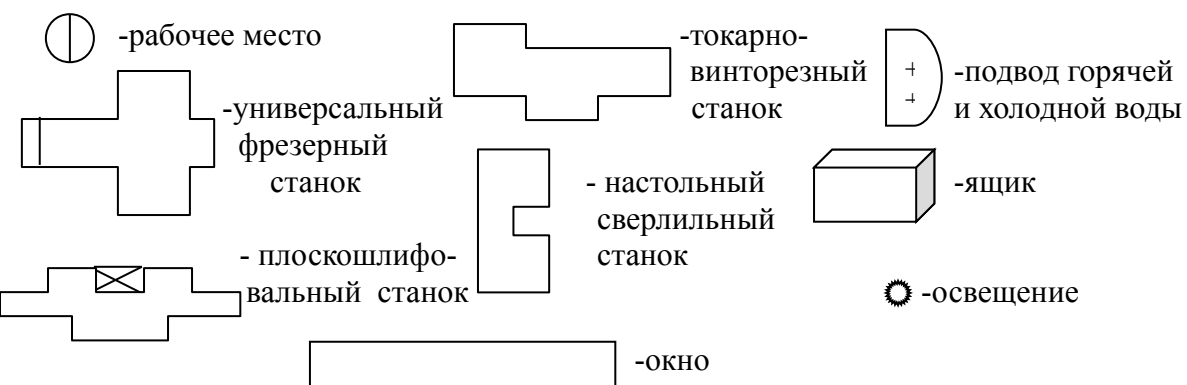 -рабочее место
-универсальный
фрезерный
станок
- плоскошлифо-
вальный станок
-токарно-
винторезный
станок
- настольный
сверлильный
станок
-окно
-подвод горячей
и холодной воды
-ящик
-освещение